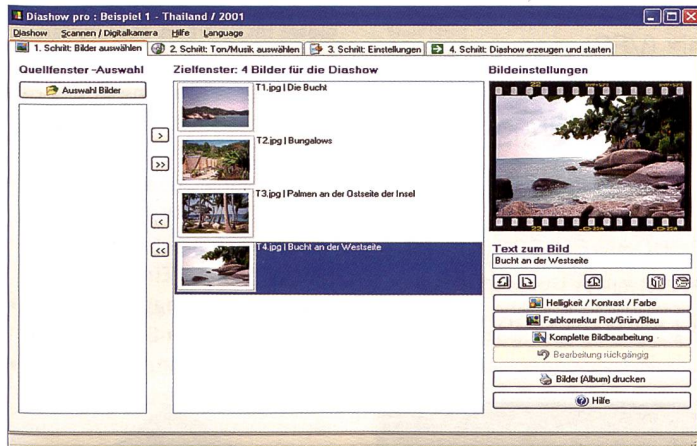 Diashow pro : Beispiel 1 - Thailand / 2001
Diashow Scannen / Digitalkamera Hilfe Language
1. Schritt: Bilder auswählen 2. Schritt: Ton/Musik auswählen 3. Schritt: Einstellungen 4. Schritt: Diashow erzeugen und starten
Quellfenster -Auswahl
Auswahl Bilder
>
>>
<
<<
Zielfenster: 4 Bilder für die Diashow
T1.jpg | Die Bucht
T2.jpg | Bungalows
T3.jpg | Palmen an der Ostseite der Insel
T4.jpg | Bucht an der Westseite
Bildeinstellungen
22
22
Text zum Bild
Bucht an der Westseite
Helligkeit / Kontrast / Farbe
Farbkorrektur Rot/Grün/Blau
Komplette Bildbearbeitung
Bearbeitung rückgängig
Bilder (Album) drucken
Hilfe